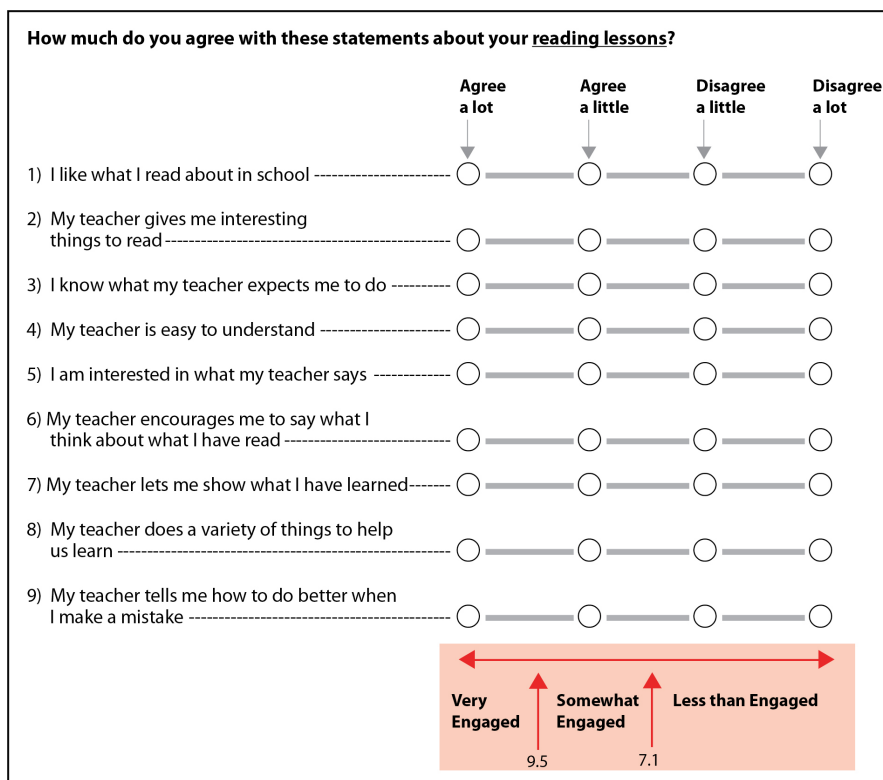 How much do you agree with these statements about your reading lessons?
Agree a lot
Agree a little
Disagree a little
Disagree a lot
1) I like what I read about in school
2) My teacher gives me interesting
things to read
3) I know what my teacher expects me to do
4) My teacher is easy to understand
5) I am interested in what my teacher says
6) My teacher encourages me to say what I
think about what I have read
7) My teacher lets me show what I have learned
8) My teacher does a variety of things to help
us learn
9) My teacher tells me how to do better when
I make a mistake
Very
Engaged
Somewhat
Engaged
Less than Engaged
9.5
7.1